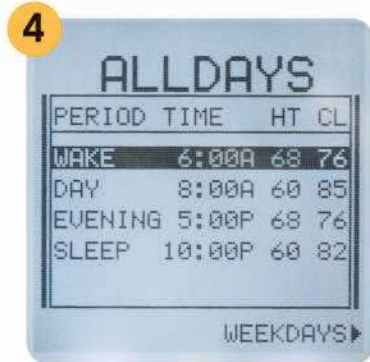 4
ALLDAYS
PERIOD TIME HT CL
WAKE 6:00A 68 76
DAY 8:00A 60 85
EVENING 5:00P 68 76
SLEEP 10:00P 60 82
WEEKDAYS